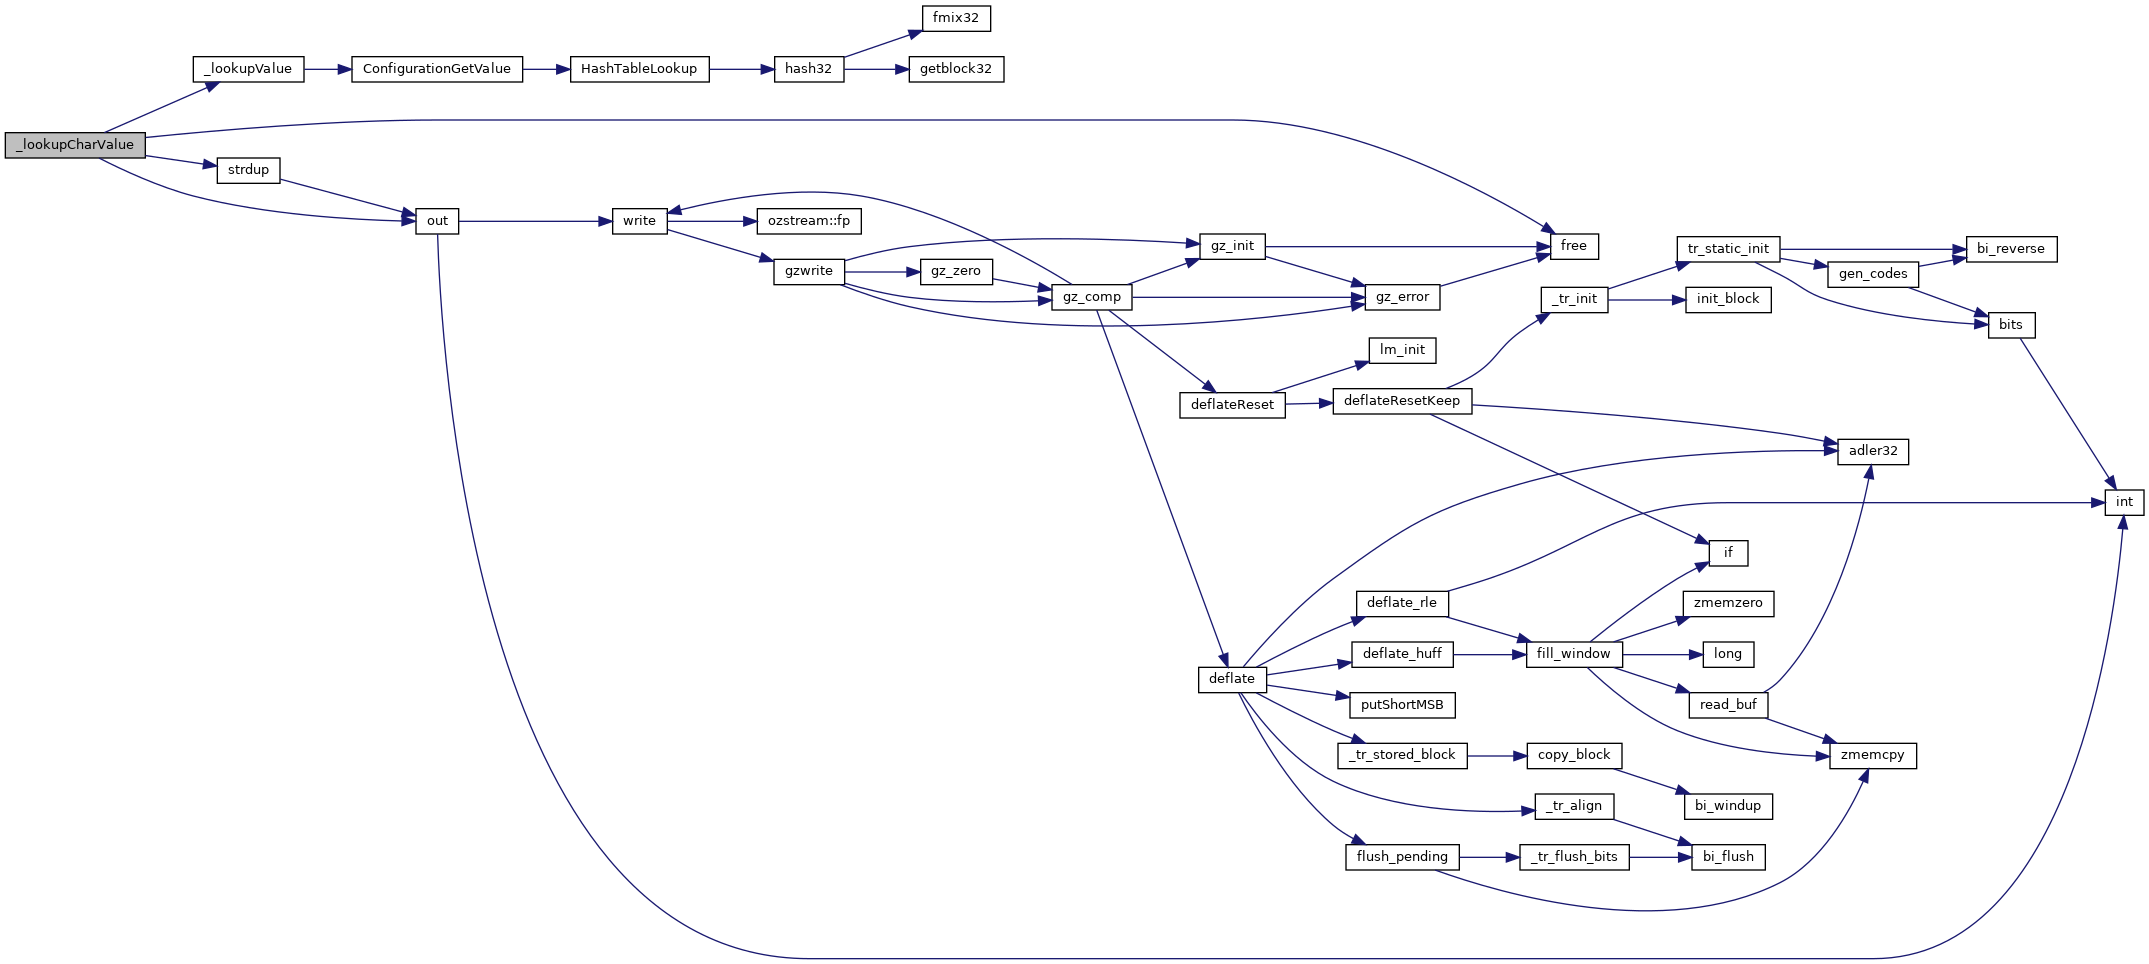 fmix32
_lookupValue
ConfigurationGetValue
HashTableLookup
hash32
getblock32
_lookupCharValue
strdup
out
write
ozstream::fp
gz_init
free
tr_static_init
bi_reverse
gzwrite
gz_zero
gen_codes
gz_comp
gz_error
_tr_init
init_block
bits
lm_init
deflateReset
deflateResetKeep
adler32
int
if
deflate_rle
zmemzero
deflate_huff
fill_window
long
deflate
putShortMSB
read_buf
_tr_stored_block
copy_block
zmemcpy
_tr_align
bi_windup
flush_pending
_tr_flush_bits
bi_flush